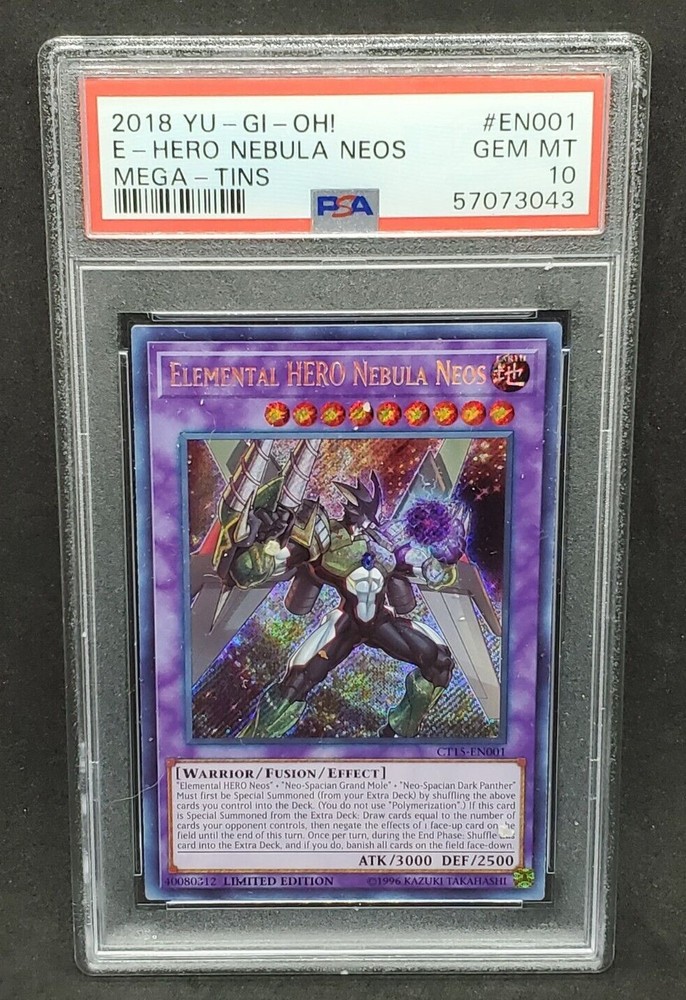 2018 YU-GI-OH! #EN001
E-HERO NEBULA NEOS GEM MT
MEGA-TINS 10
PSA 57073043
ELEMENTAL HERO NEBULA NEOS
EARTH
地
CT15-EN001
[WARRIOR/FUSION/EFFECT]
"Elemental HERO Neos" + "Neo-Spacian Grand Mole" + "Neo-Spacian Dark Panther"
Must first be Special Summoned (from your Extra Deck) by shuffling the above
cards you control into the Deck. (You do not use "Polymerization".) If this card
is Special Summoned from the Extra Deck: Draw cards equal to the number of
cards your opponent controls, then negate the effects of 1 face-up card on the
field until the end of this turn. Once per turn, during the End Phase: Shuffle
card into the Extra Deck, and if you do, banish all cards on the field face-down.
ATK/3000 DEF/2500
40080312 LIMITED EDITION ©1996 KAZUKI TAKAHASHI